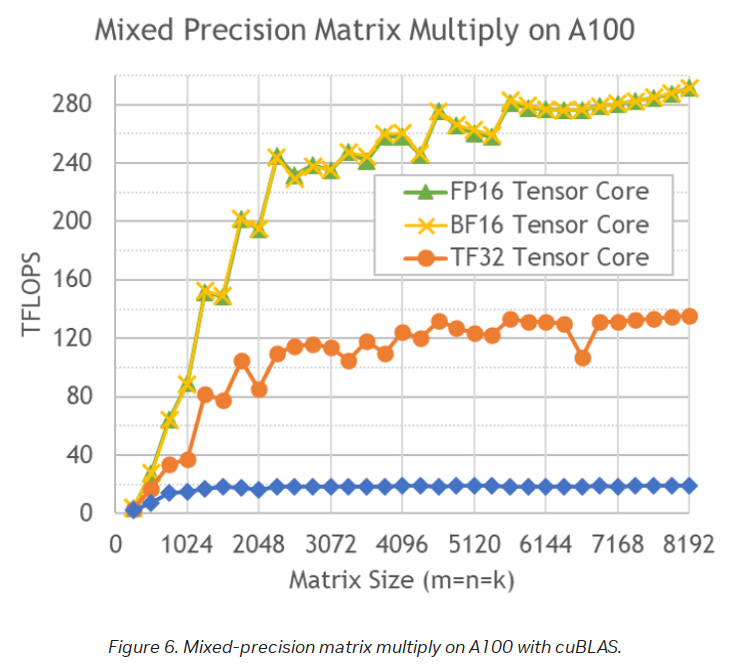 Mixed Precision Matrix Multiply on A100
280
240
200
160
120
80
40
0
TFLOPS
FP16 Tensor Core
BF16 Tensor Core
TF32 Tensor Core
0 1024 2048 3072 4096 5120 6144 7168 8192
Matrix Size (m=n=k)
Figure 6. Mixed-precision matrix multiply on A100 with cuBLAS.